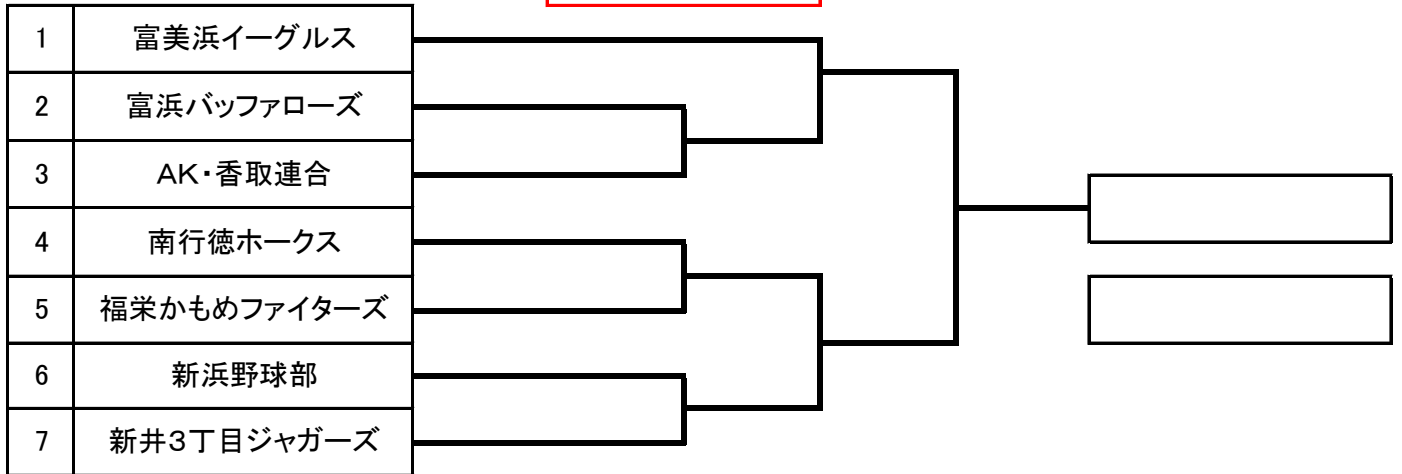 1 富美浜イーグルス
2 富浜バッファローズ
3 AK・香取連合
4 南行徳ホークス
5 福栄かもめファイターズ
6 新浜野球部
7 新井3丁目ジャガーズ